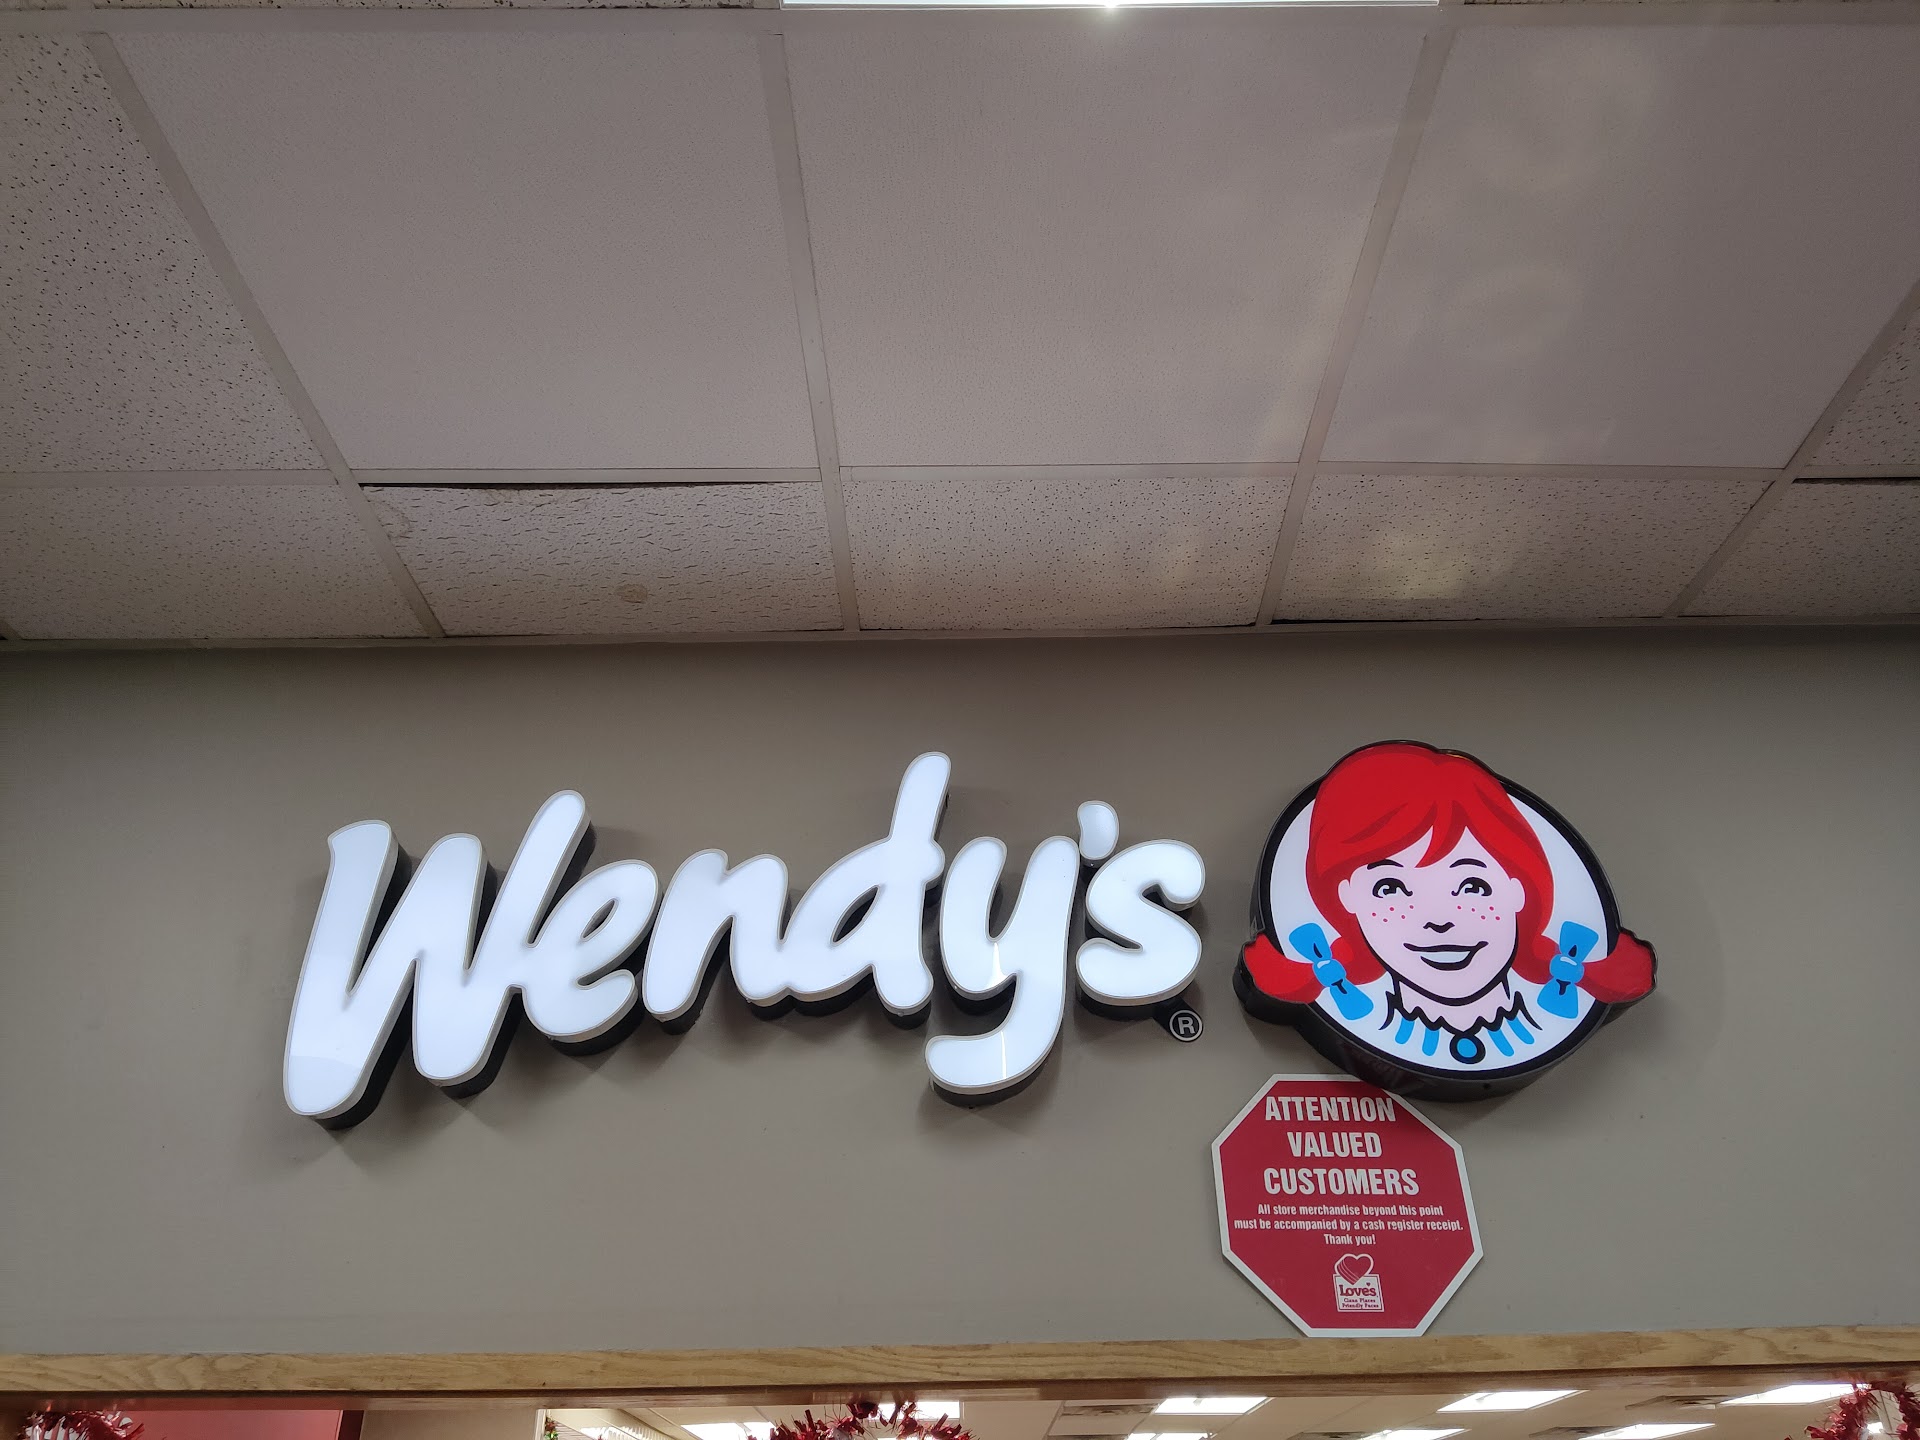 Wendy's
®
ATTENTION
VALUED
CUSTOMERS
All store merchandise beyond this point
must be accompanied by a cash register receipt.
Thank you!
Love's
Clean Places
Friendly Faces